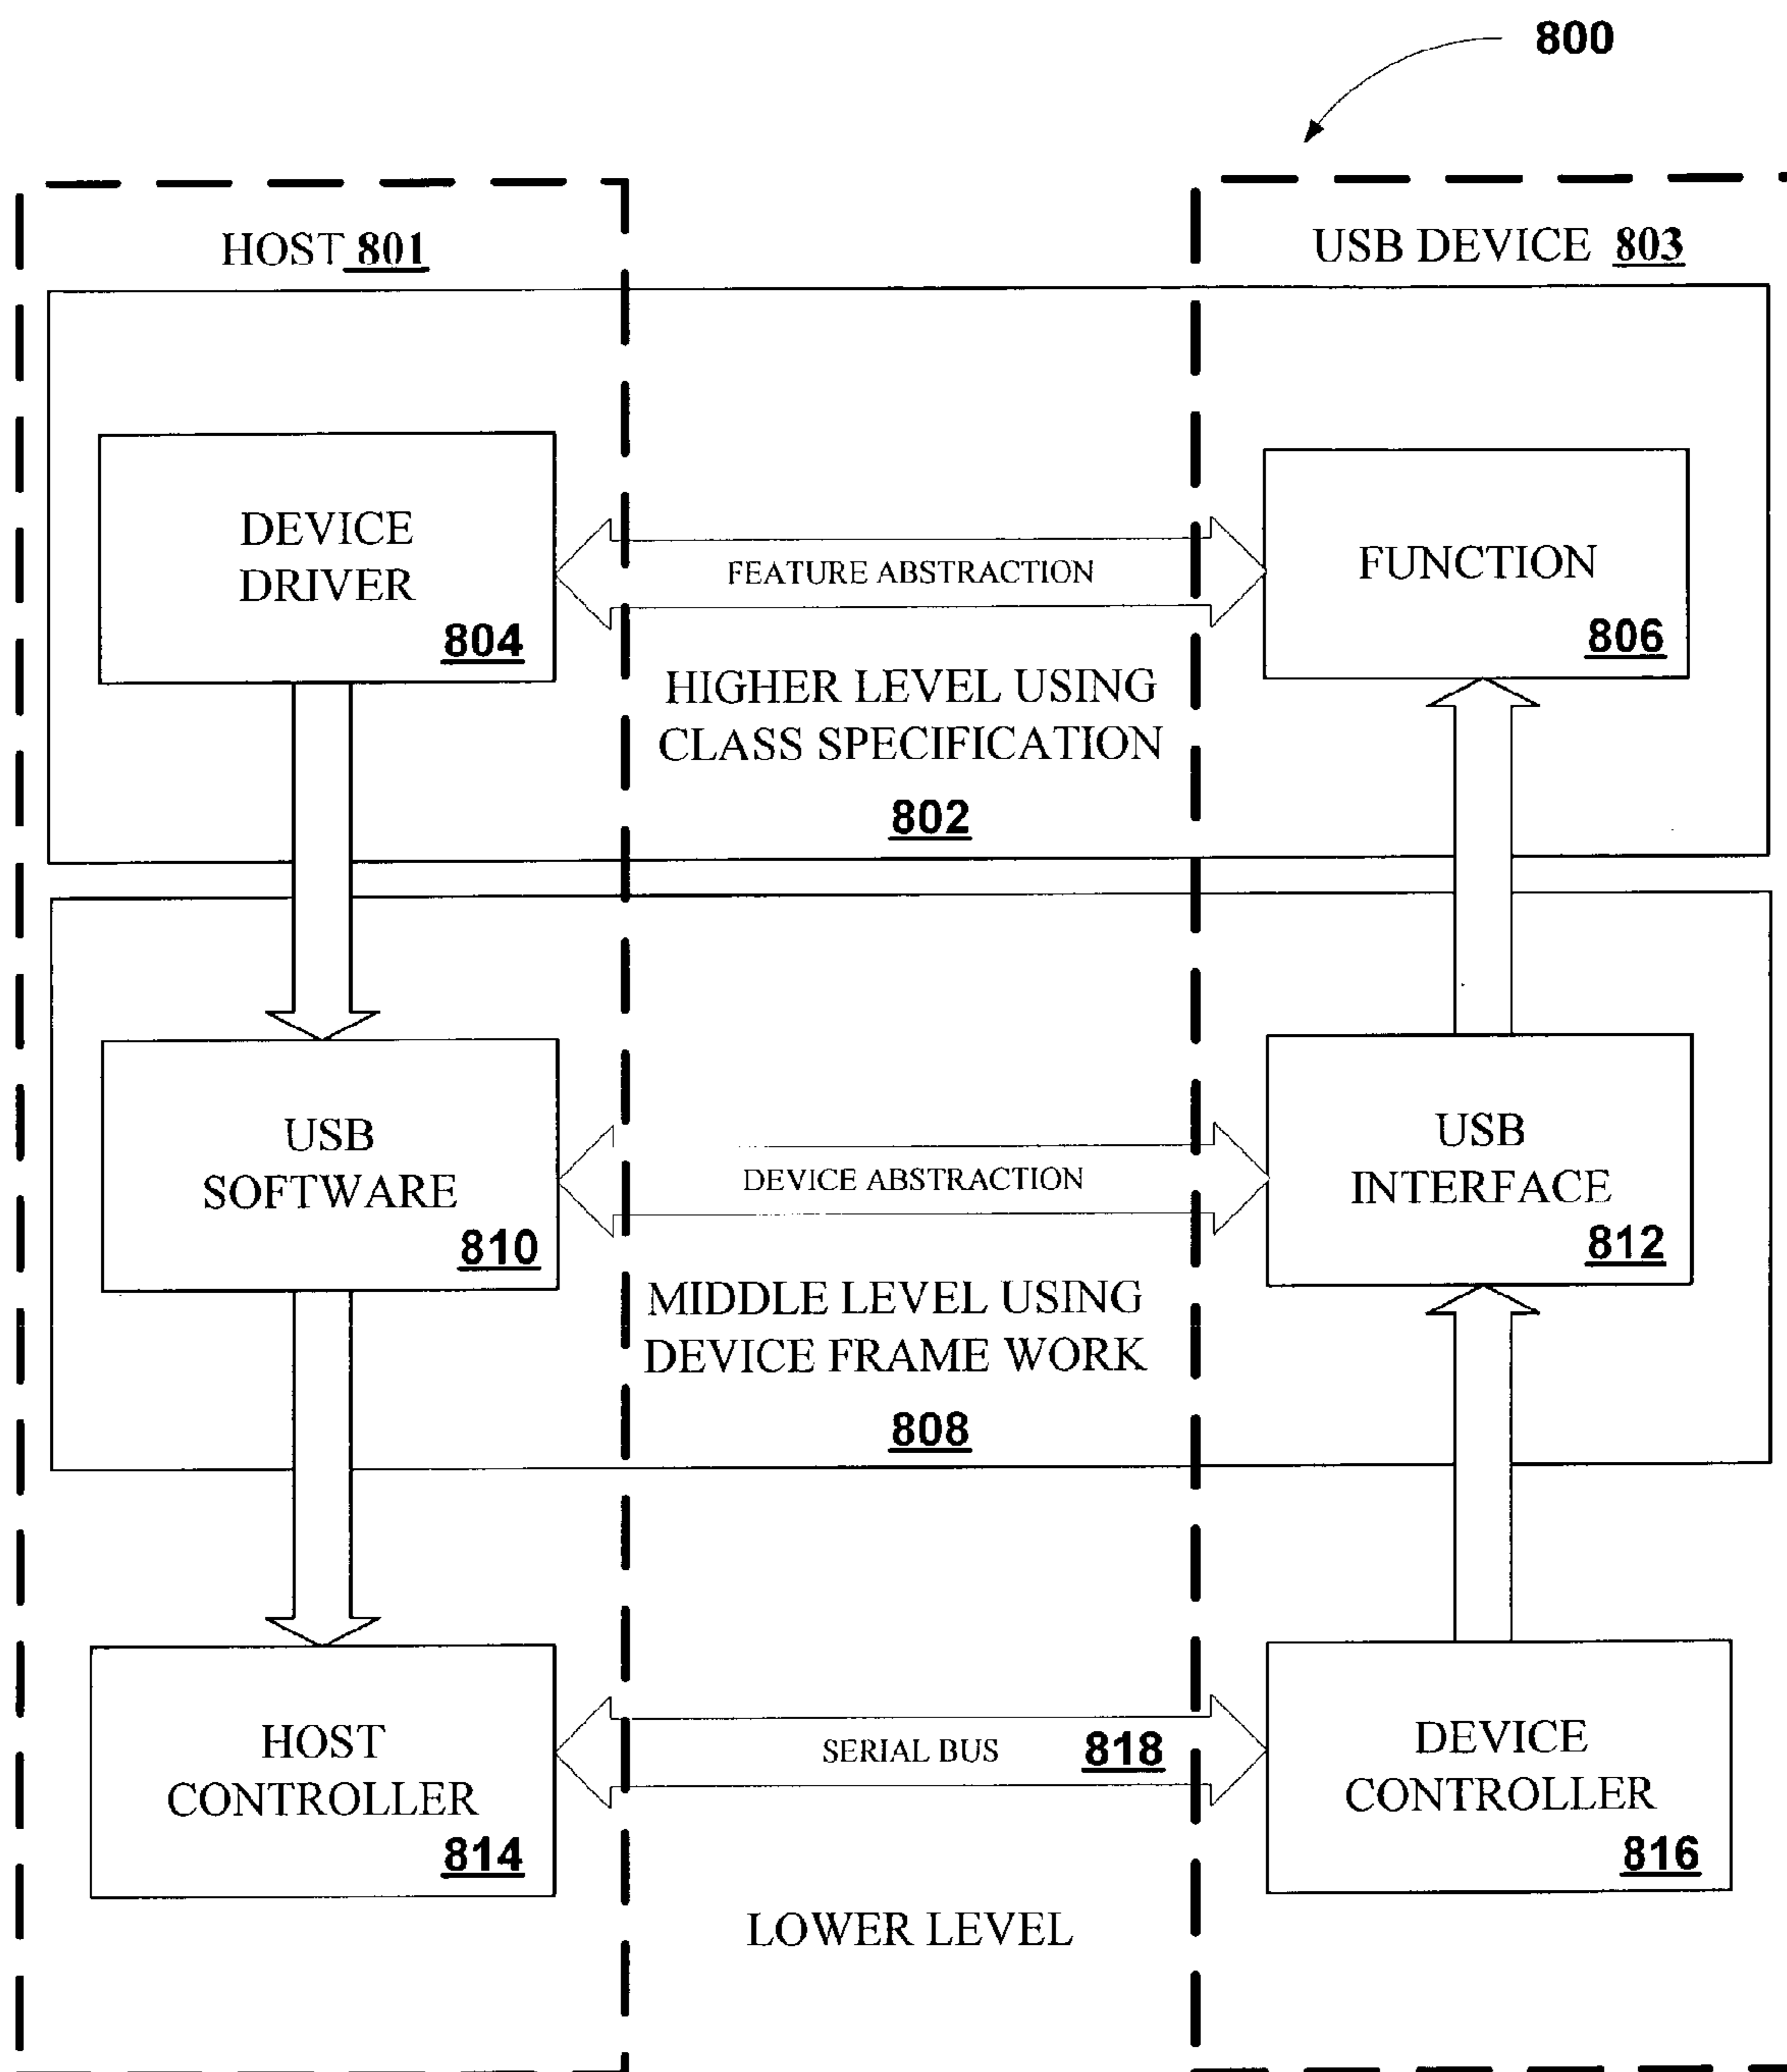 800
HOST 801
USB DEVICE 803
DEVICE
DRIVER
804
FEATURE ABSTRACTION
FUNCTION
806
HIGHER LEVEL USING
CLASS SPECIFICATION
802
USB
SOFTWARE
810
DEVICE ABSTRACTION
USB
INTERFACE
812
MIDDLE LEVEL USING
DEVICE FRAME WORK
808
HOST
CONTROLLER
814
SERIAL BUS 818
DEVICE
CONTROLLER
816
LOWER LEVEL